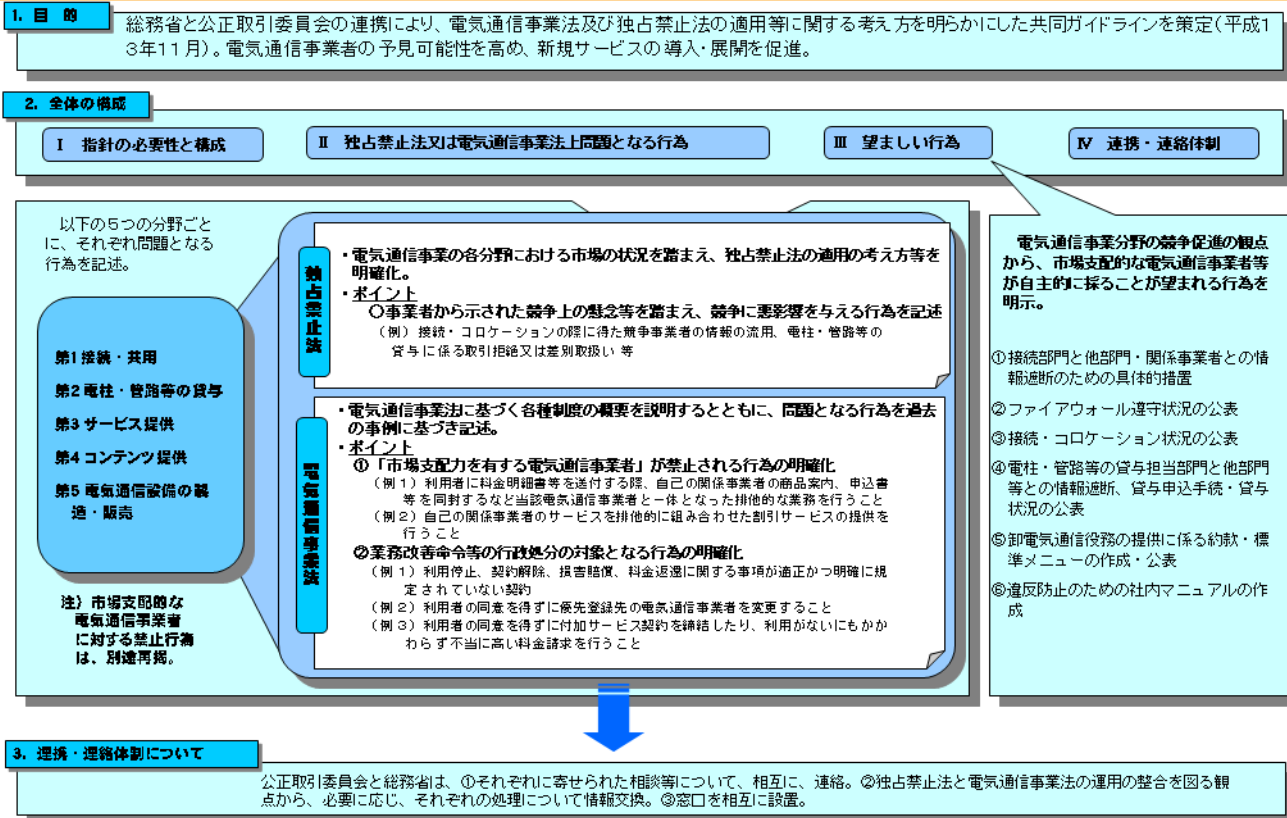 1. 目 的
総務省と公正取引委員会の連携により、電気通信事業法及び独占禁止法の適用等に関する考え方を明らかにした共同ガイドラインを策定(平成1
3年11月)。電気通信事業者の予見可能性を高め、新規サービスの導入・展開を促進。
2. 全体の構成
Ⅰ 指針の必要性と構成
Ⅱ 独占禁止法又は電気通信事業法上問題となる行為
Ⅲ 望ましい行為
Ⅳ 連携・連絡体制
以下の5つの分野ごと
に、それぞれ問題となる
行為を記述。
第1 接続・共用
第2 電柱・管路等の貸与
第3 サービス提供
第4 コンテンツ提供
第5 電気通信設備の製
造・販売
注) 市場支配的な
電気通信事業者
に対する禁止行為
は、別途再掲。
独占禁止法
・電気通信事業の各分野における市場の状況を踏まえ、独占禁止法の適用の考え方等を
明確化。
・ポイント
○事業者から示された競争上の懸念等を踏まえ、競争に悪影響を与える行為を記述
(例) 接続・コロケーションの際に得た競争事業者の情報の流用、電柱・管路等の
貸与に係る取引拒絶又は差別取扱い 等
電気通信事業法
・電気通信事業法に基づく各種制度の概要を説明するとともに、問題となる行為を過去
の事例に基づき記述。
・ポイント
①「市場支配力を有する電気通信事業者」が禁止される行為の明確化
(例1) 利用者に料金明細書等を送付する際、自己の関係事業者の商品案内、申込書
等を同封するなど当該電気通信事業者と一体となった排他的な業務を行うこと
(例2) 自己の関係事業者のサービスを排他的に組み合わせた割引サービスの提供を
行うこと
②業務改善命令等の行政処分の対象となる行為の明確化
(例1) 利用停止、契約解除、損害賠償、料金返還に関する事項が適正かつ明確に規
定されていない契約
(例2) 利用者の同意を得ずに優先登録先の電気通信事業者を変更すること
(例3) 利用者の同意を得ずに付加サービス契約を締結したり、利用がないにもかか
わらず不当に高い料金請求を行うこと
電気通信事業分野の競争促進の観点
から、市場支配的な電気通信事業者等
が自主的に採ることが望まれる行為を
明示。
①接続部門と他部門・関係事業者との情
報遮断のための具体的措置
②ファイアウォール遵守状況の公表
③接続・コロケーション状況の公表
④電柱・管路等の貸与担当部門と他部門
等との情報遮断、貸与申込手続・貸与
状況の公表
⑤卸電気通信役務の提供に係る約款・標
準メニューの作成・公表
⑥違反防止のための社内マニュアルの作
成
3. 連携・連絡体制について
公正取引委員会と総務省は、①それぞれに寄せられた相談等について、相互に、連絡。②独占禁止法と電気通信事業法の運用の整合を図る観
点から、必要に応じ、それぞれの処理について情報交換。③窓口を相互に設置。